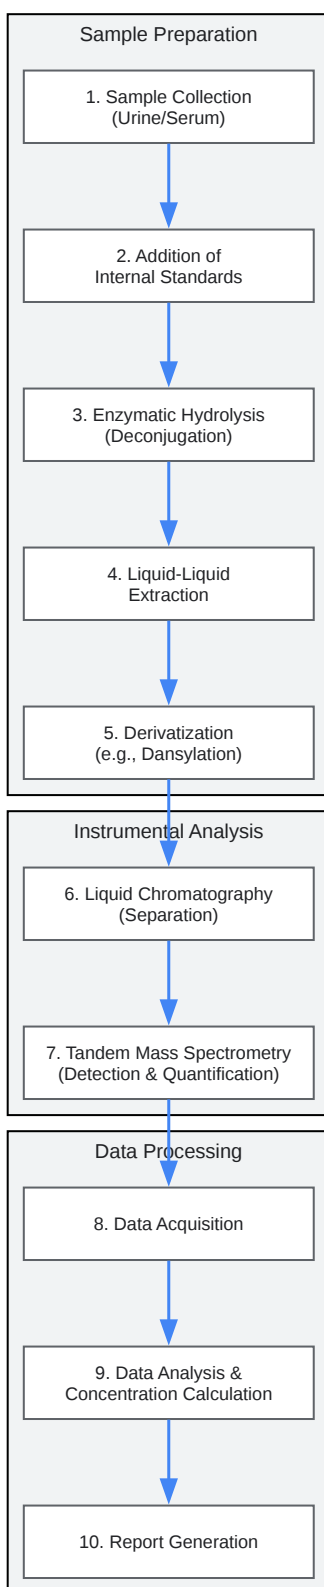 Sample Preparation
1. Sample Collection
(Urine/Serum)
2. Addition of
Internal Standards
3. Enzymatic Hydrolysis
(Deconjugation)
4. Liquid-Liquid
Extraction
5. Derivatization
(e.g., Dansylation)
Instrumental Analysis
6. Liquid Chromatography
(Separation)
7. Tandem Mass Spectrometry
(Detection & Quantification)
Data Processing
8. Data Acquisition
9. Data Analysis &
Concentration Calculation
10. Report Generation